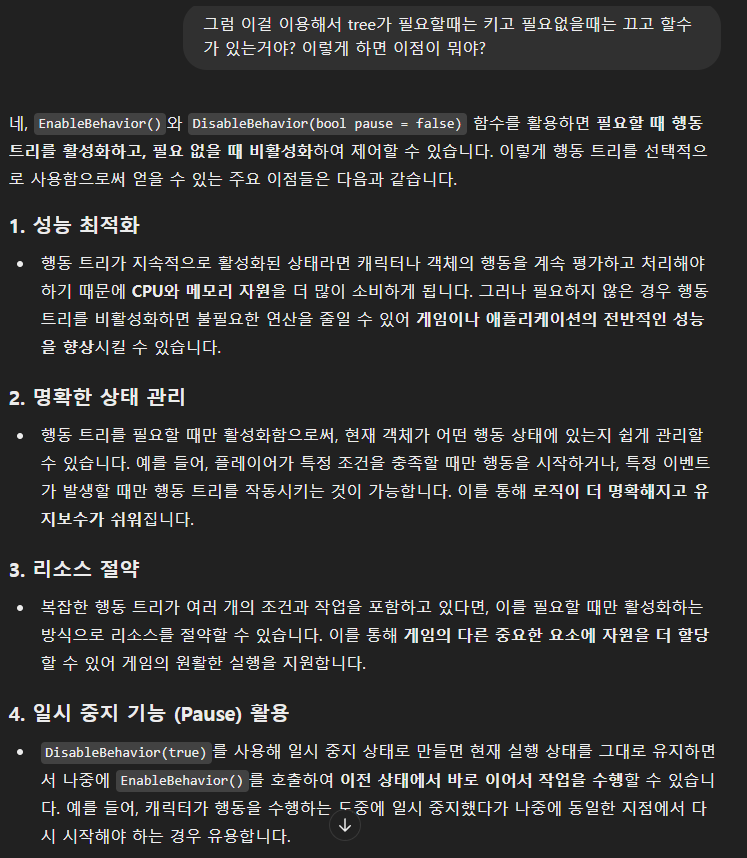 그럼 이걸 이용해서 tree가 필요할때는 키고 필요없을때는 끄고 할수
가 있는거야? 이렇게 하면 이점이 뭐야?
네, EnableBehavior()와 DisableBehavior(bool pause = false) 함수를 활용하면 필요할 때 행동
트리를 활성화하고, 필요 없을 때 비활성화하여 제어할 수 있습니다. 이렇게 행동 트리를 선택적으
로 사용함으로써 얻을 수 있는 주요 이점들은 다음과 같습니다.
1. 성능 최적화
• 행동 트리가 지속적으로 활성화된 상태라면 캐릭터나 객체의 행동을 계속 평가하고 처리해야
하기 때문에 CPU와 메모리 자원을 더 많이 소비하게 됩니다. 그러나 필요하지 않은 경우 행동
트리를 비활성화하면 불필요한 연산을 줄일 수 있어 게임이나 애플리케이션의 전반적인 성능
을 향상시킬 수 있습니다.
2. 명확한 상태 관리
• 행동 트리를 필요할 때만 활성화함으로써, 현재 객체가 어떤 행동 상태에 있는지 쉽게 관리할
수 있습니다. 예를 들어, 플레이어가 특정 조건을 충족할 때만 행동을 시작하거나, 특정 이벤트
가 발생할 때만 행동 트리를 작동시키는 것이 가능합니다. 이를 통해 로직이 더 명확해지고 유
지보수가 쉬워집니다.
3. 리소스 절약
• 복잡한 행동 트리가 여러 개의 조건과 작업을 포함하고 있다면, 이를 필요할 때만 활성화하는
방식으로 리소스를 절약할 수 있습니다. 이를 통해 게임의 다른 중요한 요소에 자원을 더 할당
할 수 있어 게임의 원활한 실행을 지원합니다.
4. 일시 중지 기능 (Pause) 활용
• DisableBehavior(true)를 사용해 일시 중지 상태로 만들면 현재 실행 상태를 그대로 유지하면
서 나중에 EnableBehavior()를 호출하여 이전 상태에서 바로 이어서 작업을 수행할 수 있습니
다. 예를 들어, 캐릭터가 행동을 수행하는 도중에 일시 중지했다가 나중에 동일한 지점에서 다
시 시작해야 하는 경우 유용합니다.